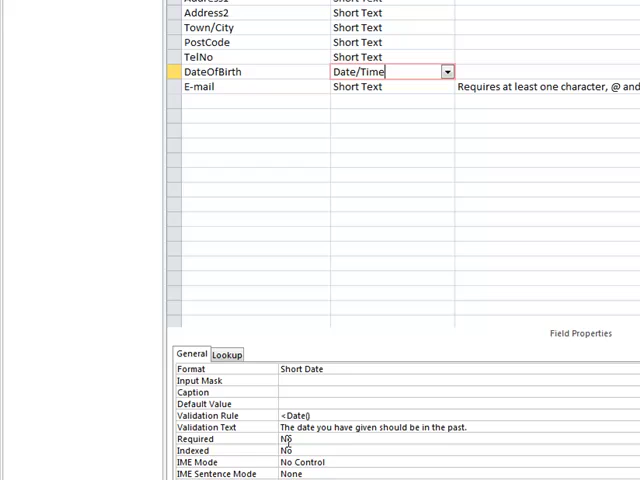 Short Text
Address2 Short Text
Town/City Short Text
PostCode Short Text
TelNo Short Text
DateOfBirth Date/Time
E-mail Short Text Requires at least one character, @ and
Field Properties
General Lookup
Format Short Date
Input Mask
Caption
Default Value
Validation Rule <Date()
Validation Text The date you have given should be in the past.
Required No
Indexed No
IME Mode No Control
IME Sentence Mode None